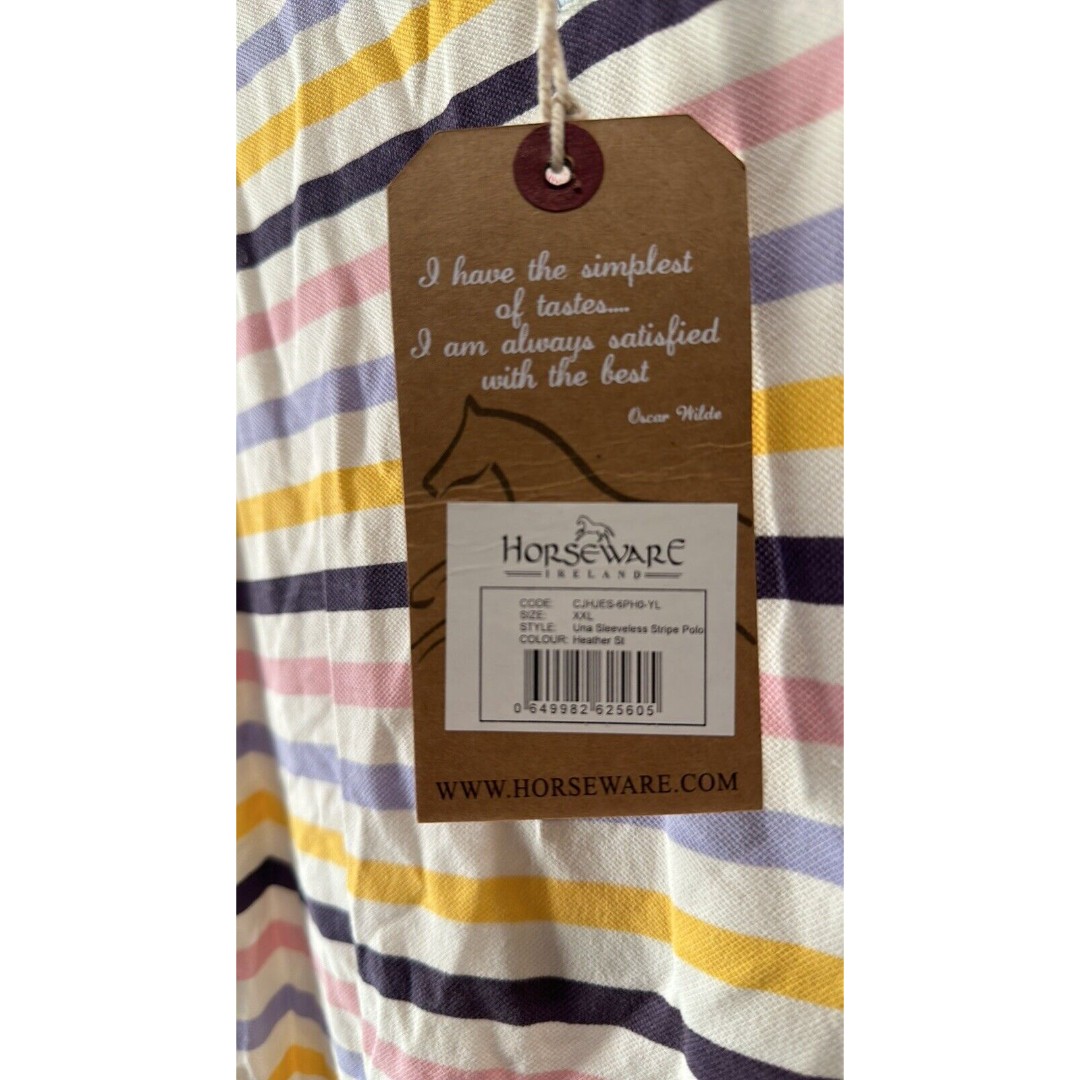 I have the simplest
of tastes....
I am always satisfied
with the best
Oscar Wilde
HORSEWARE
IRELAND
CODE: CJHJES-6PH0-YL
SIZE: XXL
STYLE: Una Sleeveless Stripe Polo
COLOUR: Heather St
0 649982 625605
WWW.HORSEWARE.COM